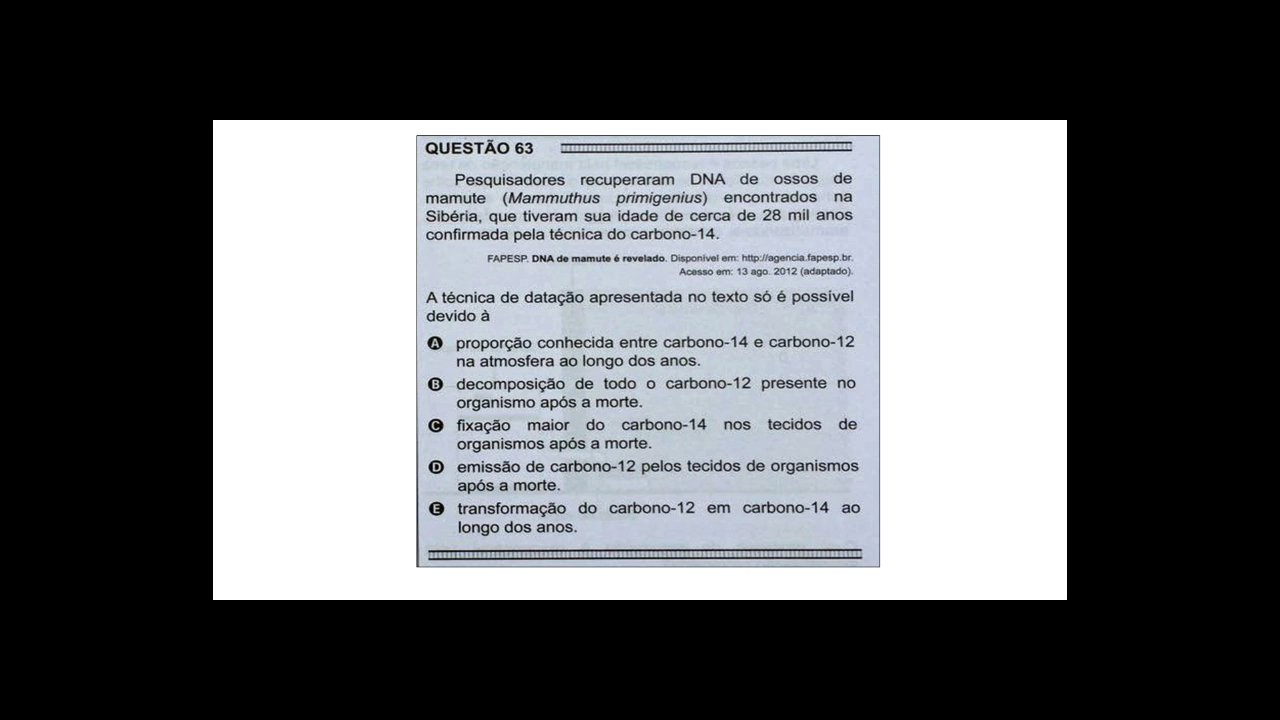 QUESTÃO 63
Pesquisadores recuperaram DNA de ossos de
mamute (Mammuthus primigenius) encontrados na
Sibéria, que tiveram sua idade de cerca de 28 mil anos
confirmada pela técnica do carbono-14.
FAPESP. DNA de mamute é revelado. Disponível em: http://agencia.fapesp.br.
Acesso em: 13 ago. 2012 (adaptado).
A técnica de datação apresentada no texto só é possível
devido à
A proporção conhecida entre carbono-14 e carbono-12
na atmosfera ao longo dos anos.
B decomposição de todo o carbono-12 presente no
organismo após a morte.
C fixação maior do carbono-14 nos tecidos de
organismos após a morte.
D emissão de carbono-12 pelos tecidos de organismos
após a morte.
E transformação do carbono-12 em carbono-14 ao
longo dos anos.